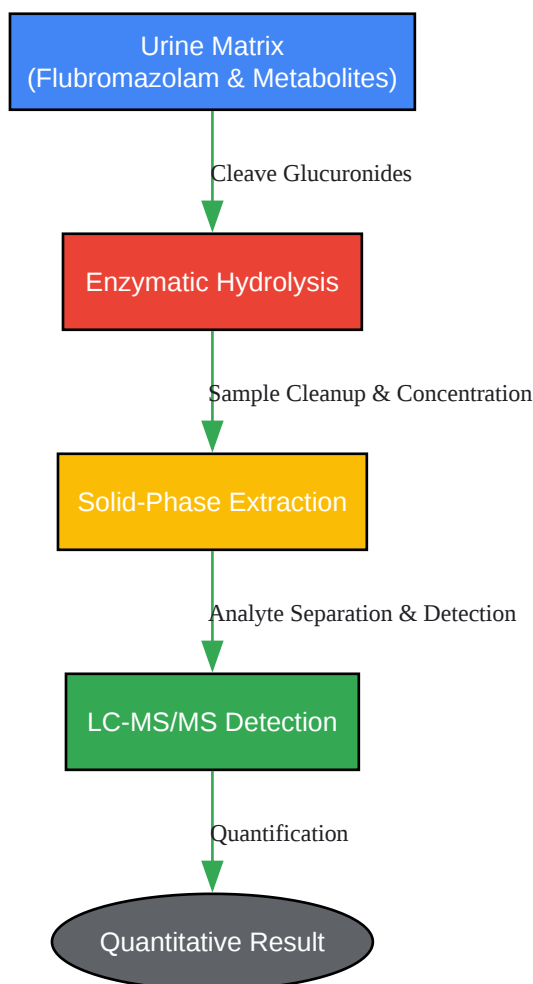 Urine Matrix
(Flubromazolam & Metabolites)
Cleave Glucuronides
Enzymatic Hydrolysis
Sample Cleanup & Concentration
Solid-Phase Extraction
Analyte Separation & Detection
LC-MS/MS Detection
Quantification
Quantitative Result